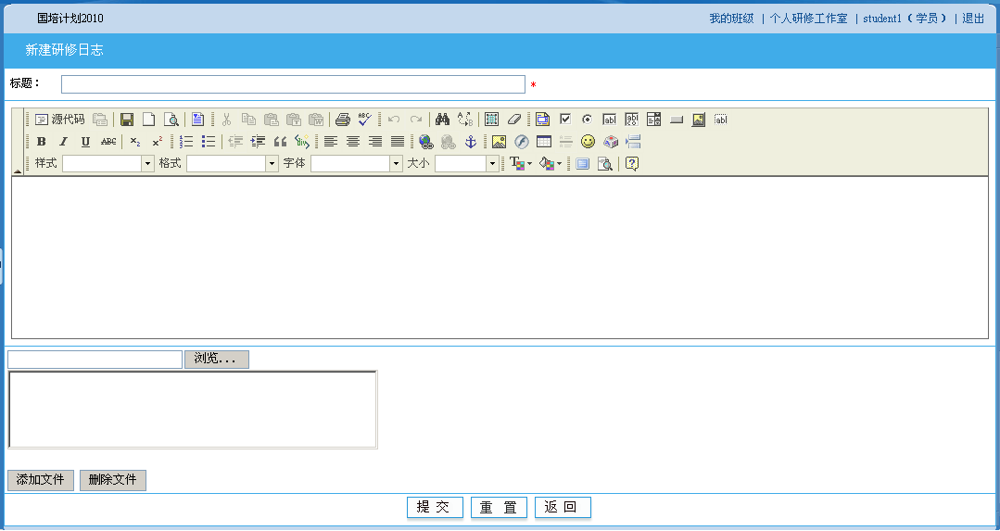 国培计划2010
我的班级 | 个人研修工作室 | student1（学员）| 退出
新建研修日志
标题： *
源代码
B I U ABC X₂ X²
样式 格式 字体 大小
浏览...
添加文件 删除文件
提 交 重 置 返 回